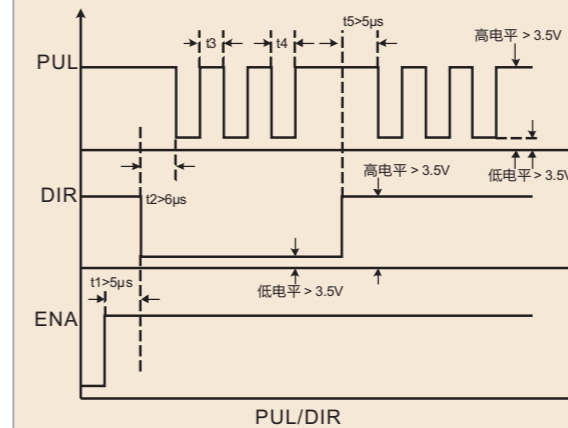 t5>5μs
高电平 > 3.5V
PUL
t3
t4
低电平 > 3.5V
高电平 > 3.5V
DIR
t2>6μs
t1>5μs
低电平 > 3.5V
ENA
PUL/DIR